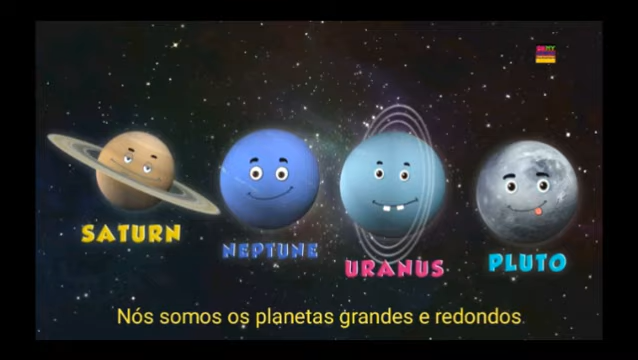 SATURN
NEPTUNE
URANUS
PLUTO
Nós somos os planetas grandes e redondos